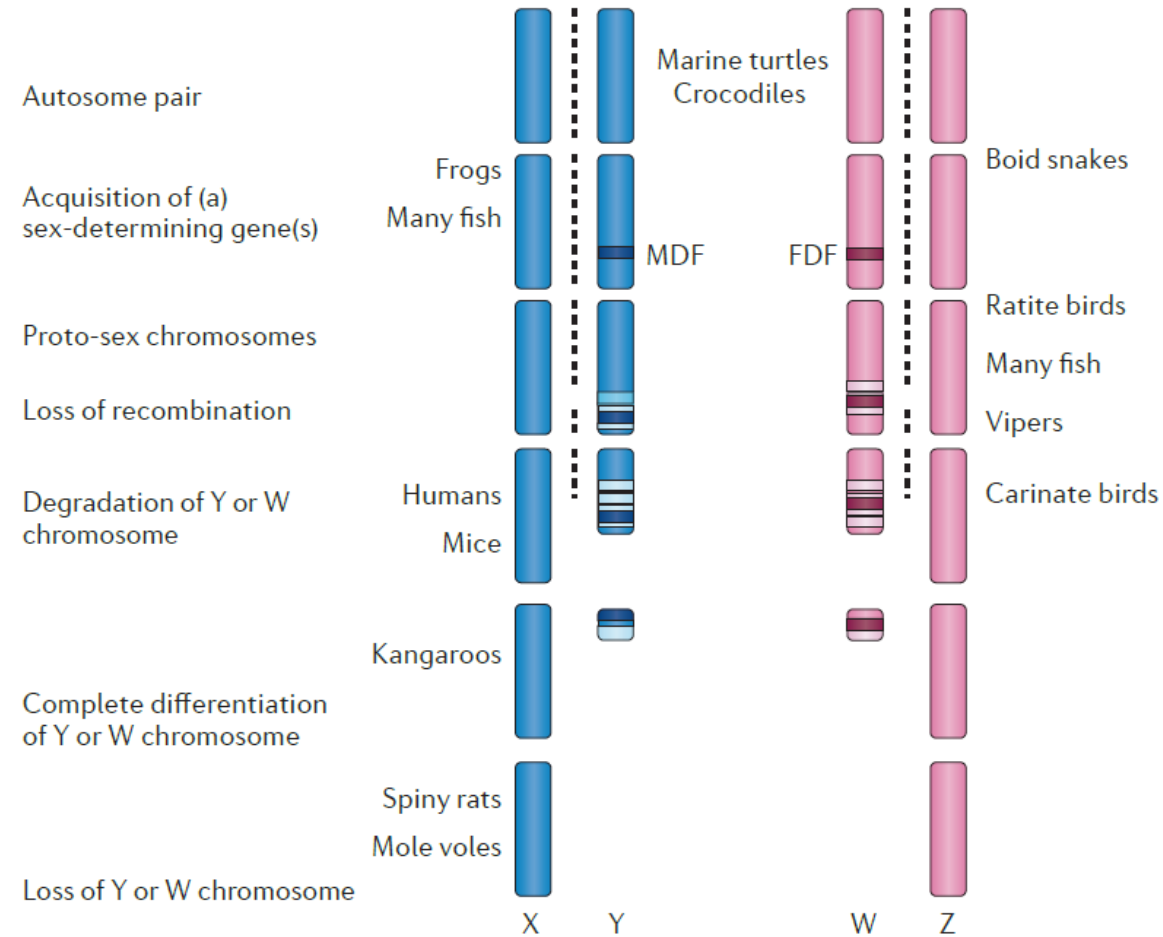 Autosome pair
Marine turtles
Crocodiles
Acquisition of (a)
sex-determining gene(s)
Frogs
Many fish
MDF
FDF
Boid snakes
Proto-sex chromosomes
Loss of recombination
Ratite birds
Many fish
Vipers
Degradation of Y or W
chromosome
Humans
Mice
Carinate birds
Kangaroos
Complete differentiation
of Y or W chromosome
Spiny rats
Mole voles
Loss of Y or W chromosome
X
Y
W
Z